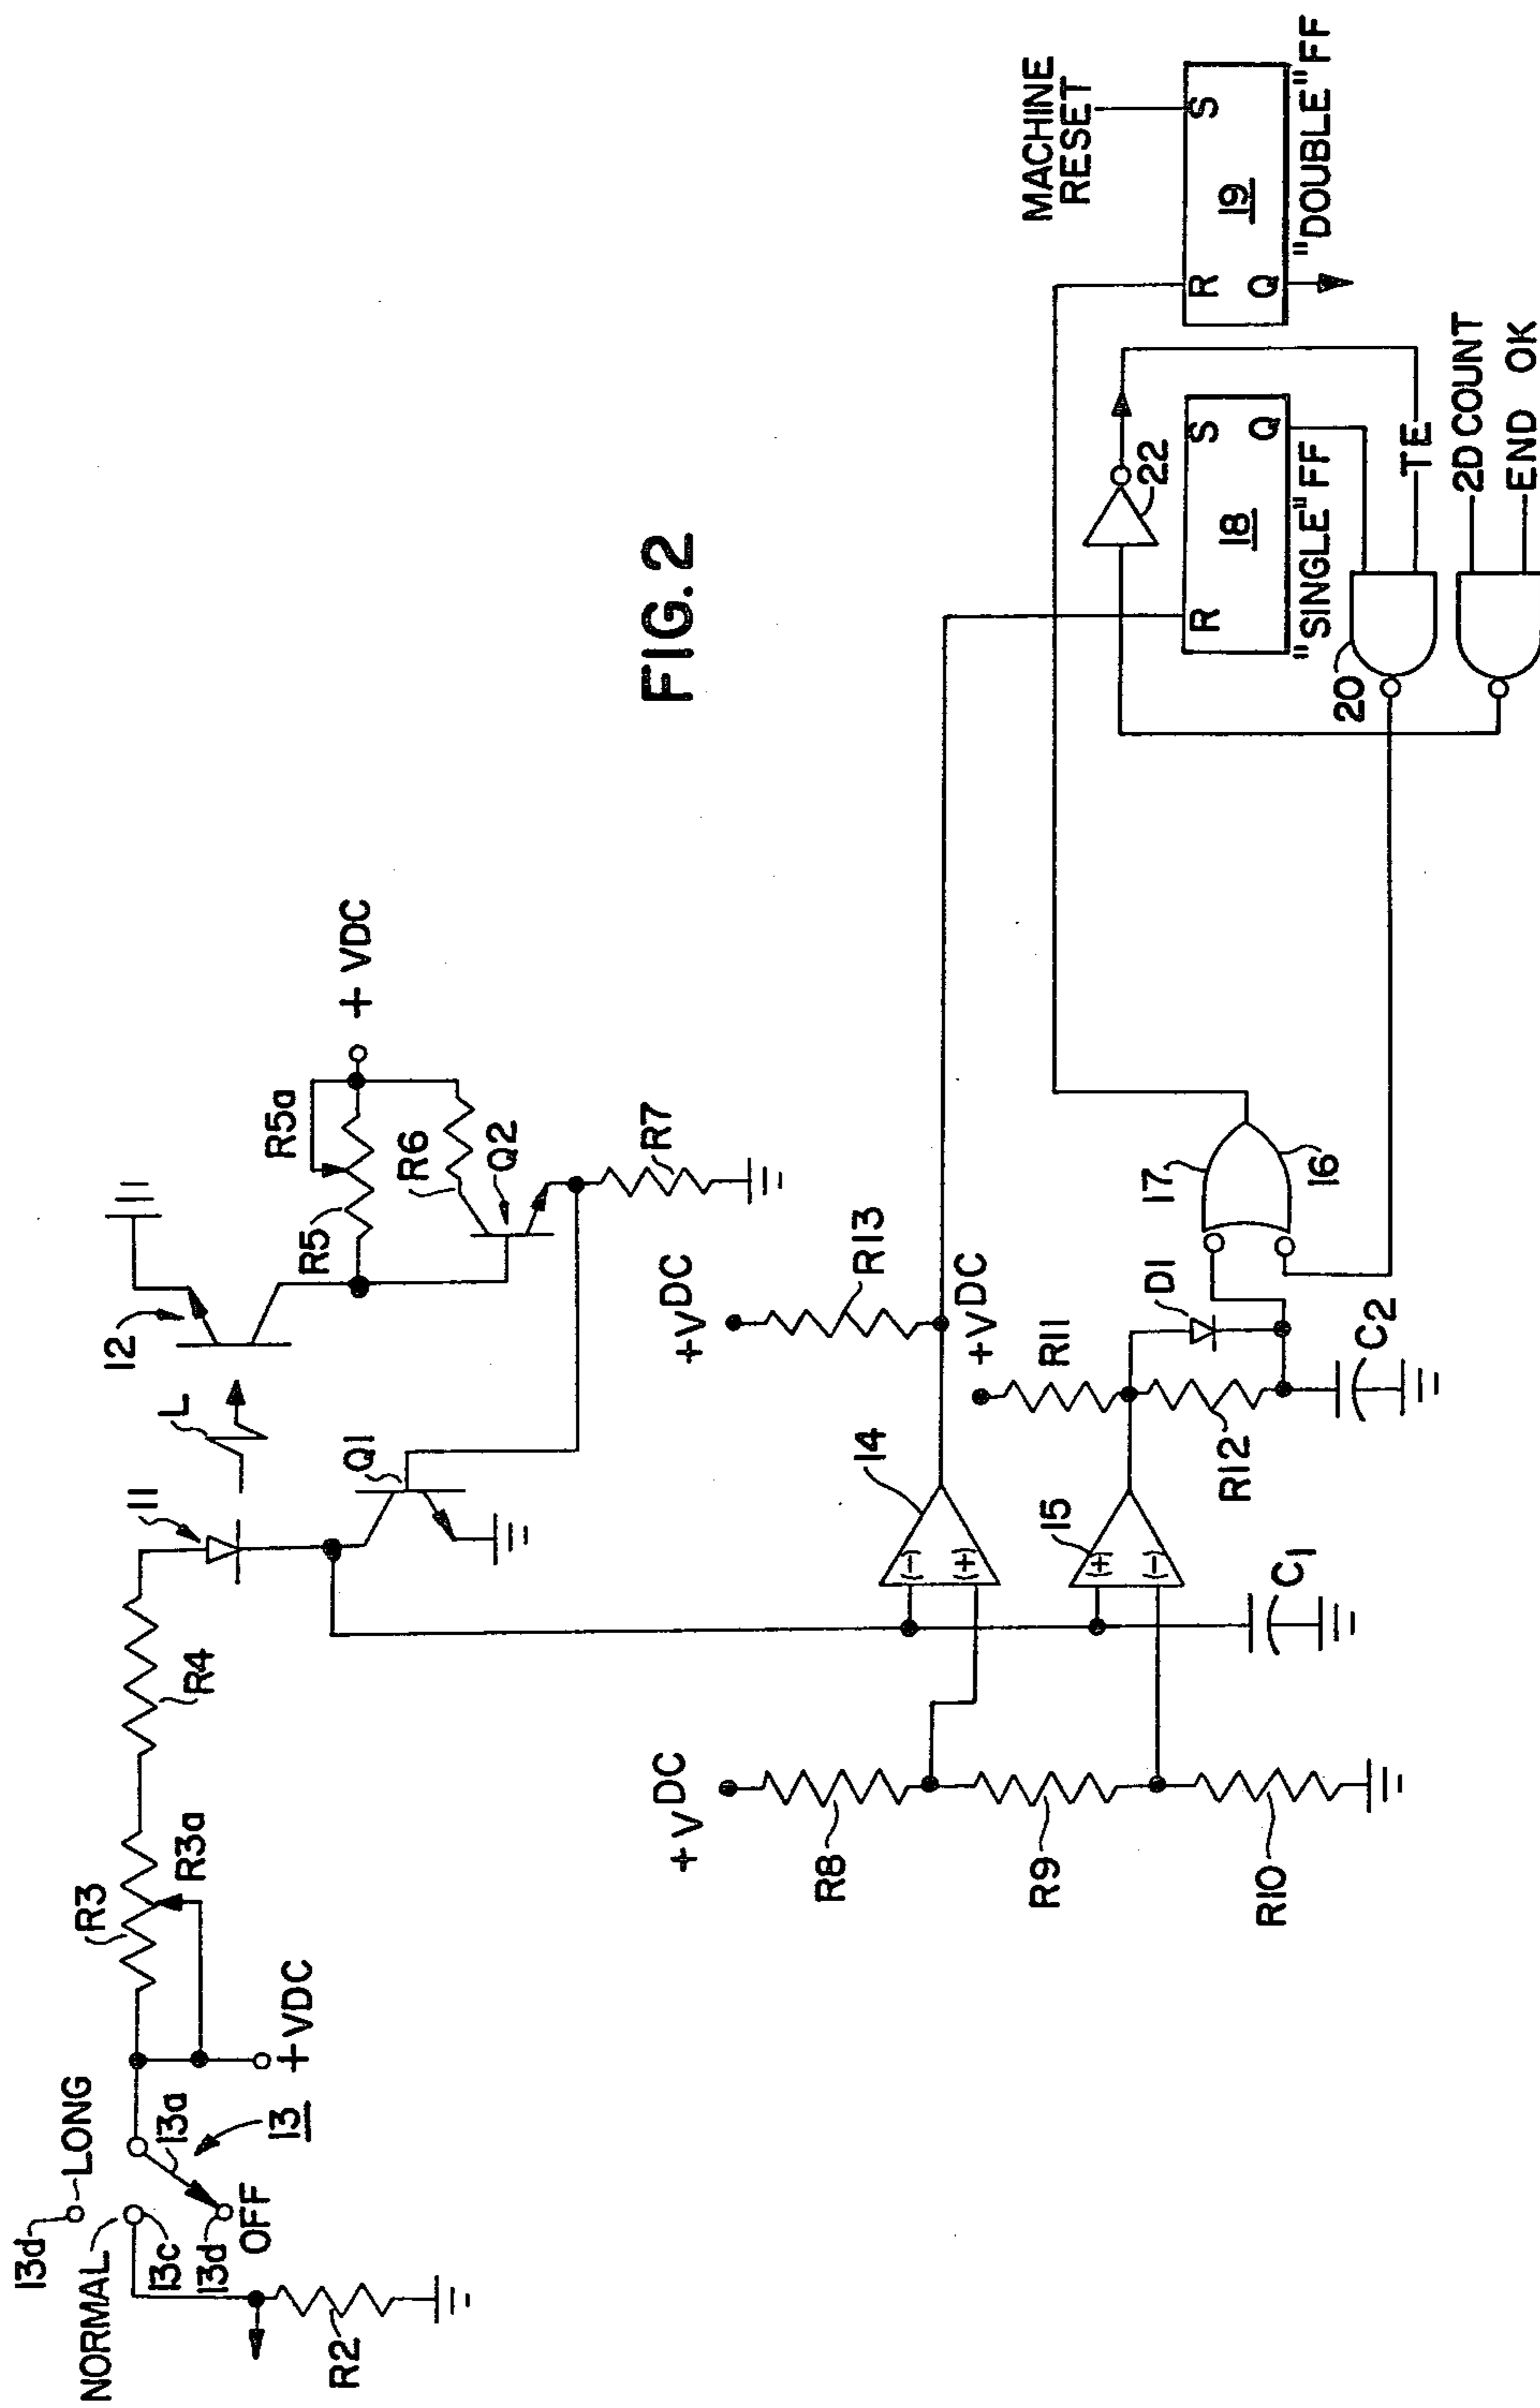 FIG. 2
13d
LONG
NORMAL
13c
13d
OFF
13a
13
R2
+VDC
R3
R3a
R4
11
L
12
Q1
R5
R5a
+ VDC
R6
Q2
R7
+VDC
R8
R9
R10
C1
14
(-)
(+)
15
(+)
(-)
+VDC
R13
+VDC
R11
R12
D1
C2
17
16
MACHINE
RESET
R
S
19
Q
"DOUBLE" FF
22
R
S
18
Q
"SINGLE" FF
20
TE
2D COUNT
END OK